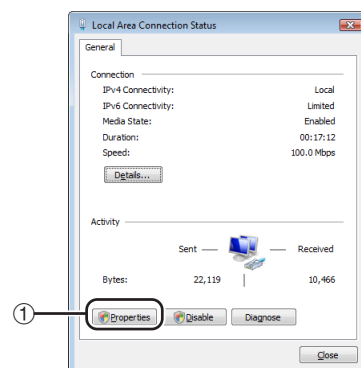 Local Area Connection Status
General
Connection
IPv4 Connectivity: Local
IPv6 Connectivity: Limited
Media State: Enabled
Duration: 00:17:12
Speed: 100.0 Mbps
Details...
Activity
Sent Received
Bytes: 22,119 10,466
① Properties Disable Diagnose
Close